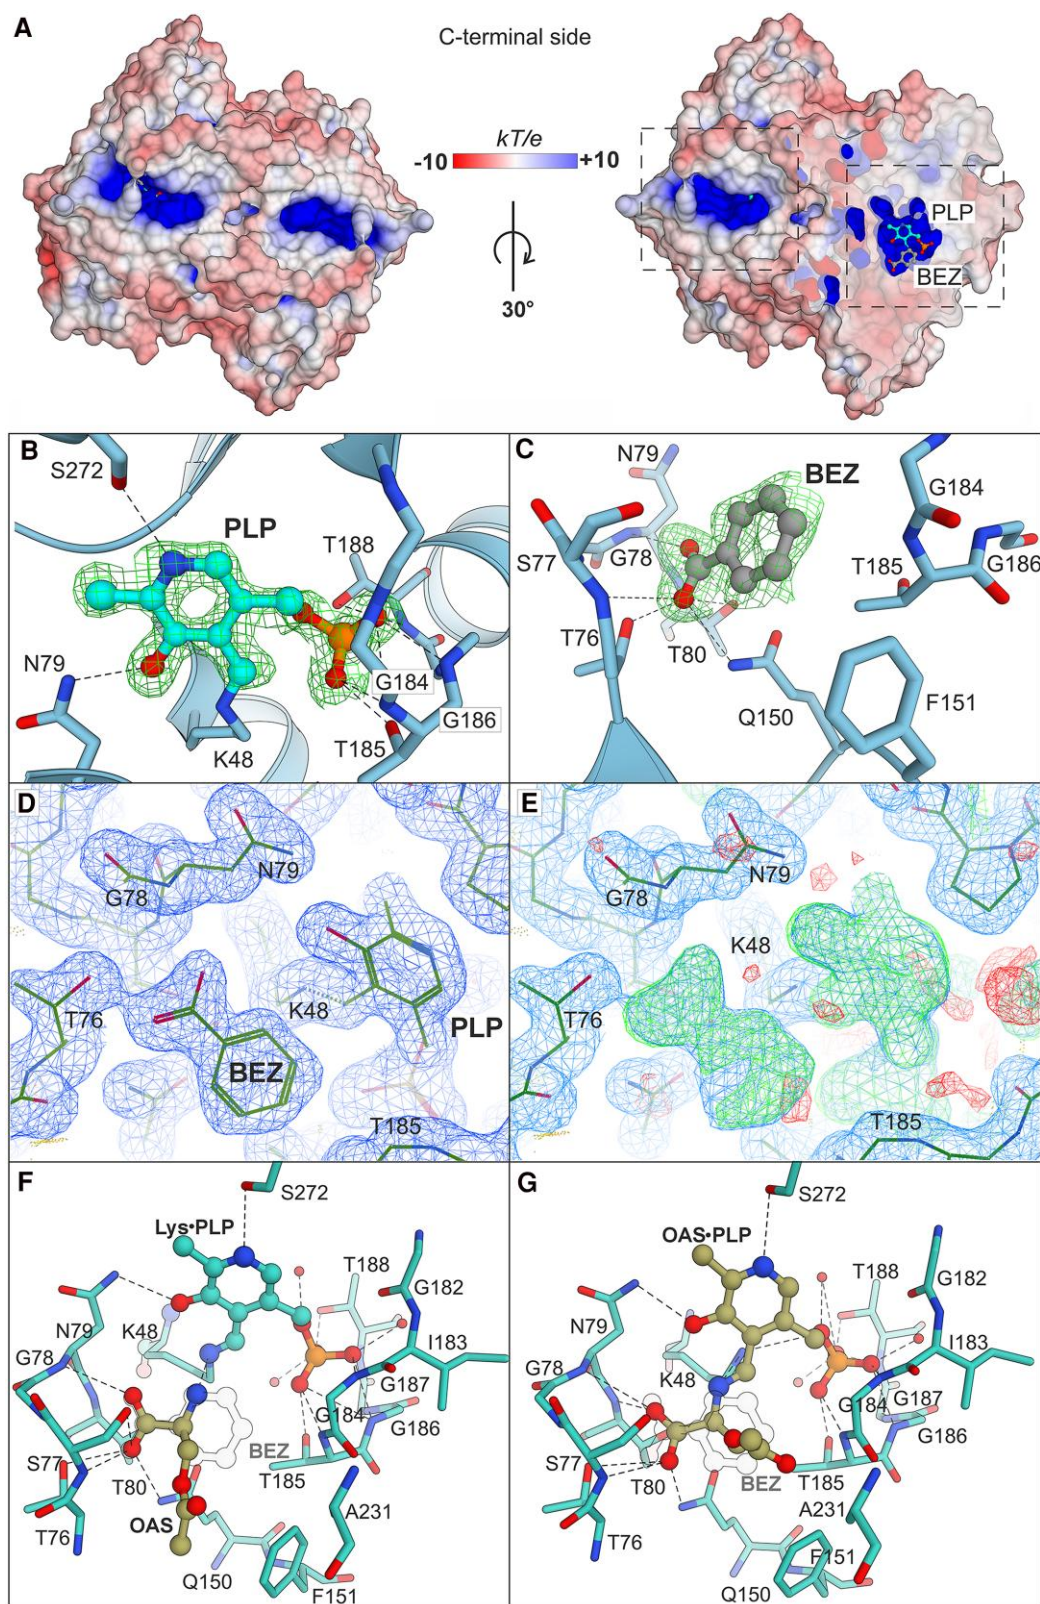 A
C-terminal side
kT/e
-10
+10
30°
PLP
BEZ
B
S272
PLP
T188
N79
G184
G186
K48
T185
C
N79
BEZ
G184
S77
G78
T185
G186
T76
T80
Q150
F151
D
N79
G78
K48
T76
PLP
BEZ
T185
E
N79
G78
K48
T76
T185
F
S272
Lys•PLP
T188
G182
N79
K48
G78
I183
G187
G184
G186
BEZ
S77
T80
T185
T76
OAS
A231
Q150
F151
G
S272
OAS•PLP
T188
G182
N79
I183
G78
K48
G187
G184
G186
S77
T80
BEZ
T185
A231
T76
F151
Q150